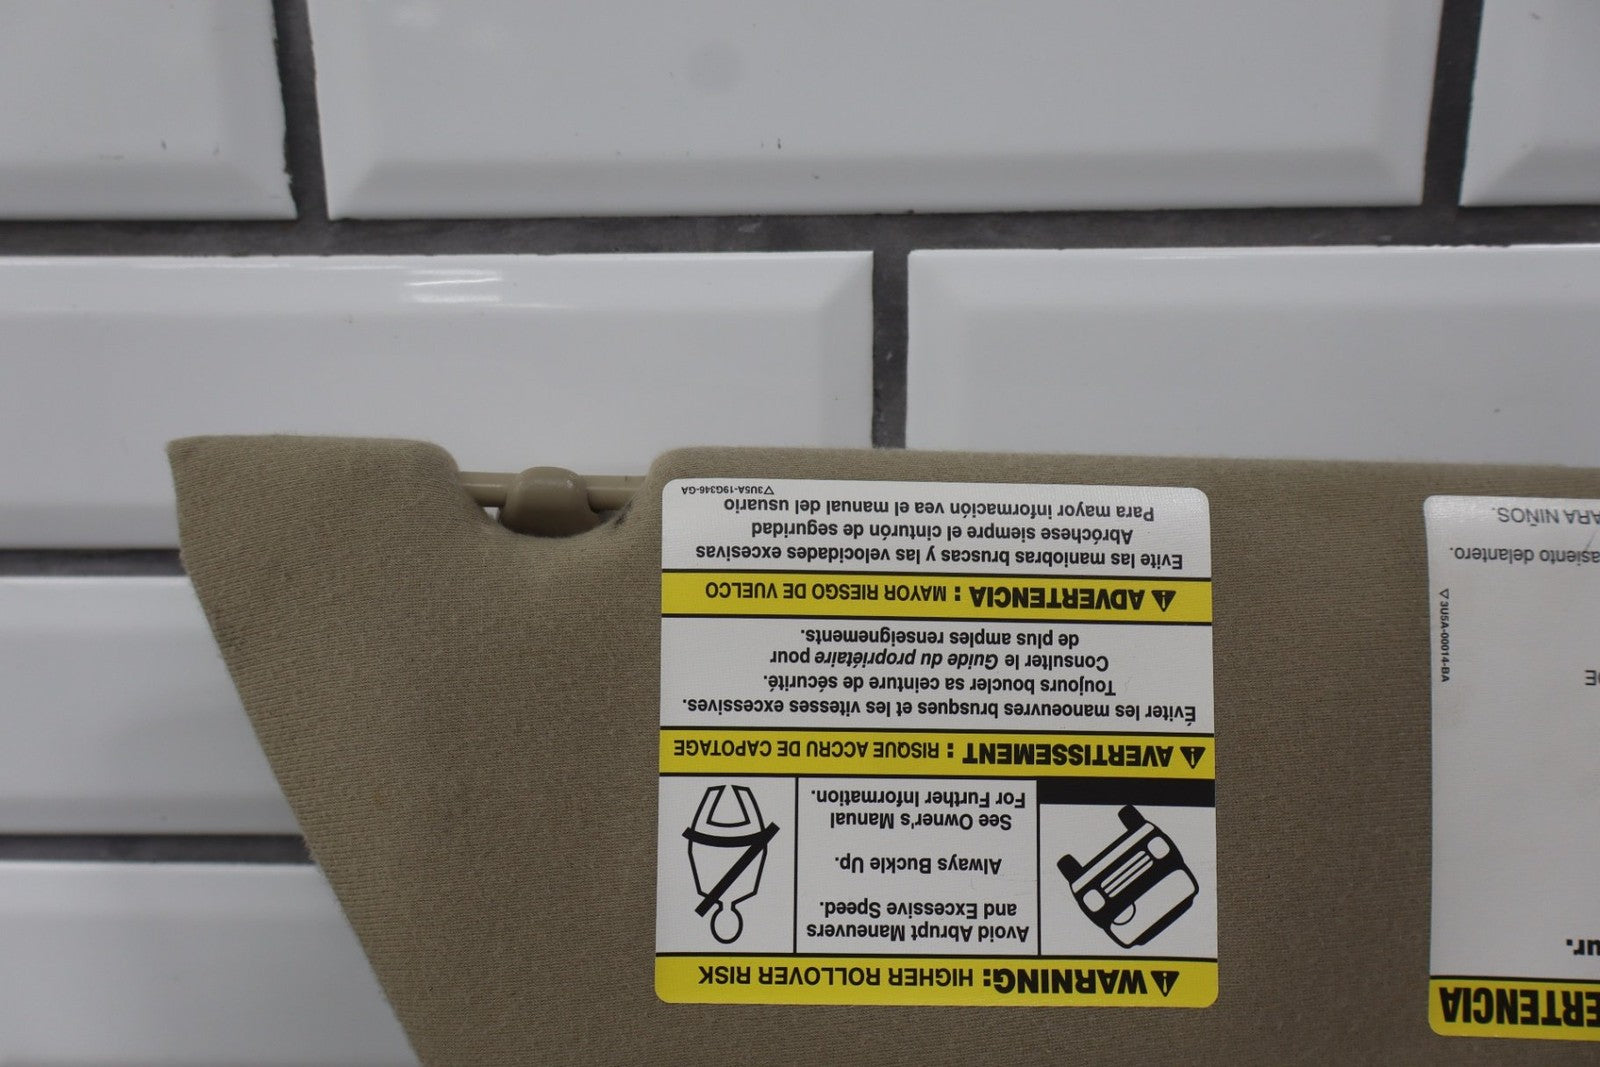 WARNING: HIGHER ROLLOVER RISK
Avoid Abrupt Maneuvers
and Excessive Speed.
Always Buckle Up.
See Owner's Manual
For Further Information.
AVERTISSEMENT : RISQUE ACCRU DE CAPOTAGE
Éviter les manoeuvres brusques et les vitesses excessives.
Toujours boucler sa ceinture de sécurité.
Consulter le Guide du propriétaire pour
de plus amples renseignements.
ADVERTENCIA : MAYOR RIESGO DE VUELCO
Evite las maniobras bruscas y las velocidades excesivas
Abróchese siempre el cinturón de seguridad
Para mayor información vea el manual del usuario
3U5A-19G346-GA
ERTENCIA
ur.
DE
asiento delantero.
ARA NIÑOS.
3U5A-00014-BA